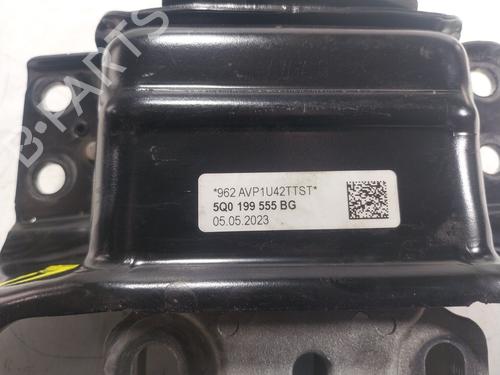 B-PARTS
*962 AVP1U42TTST*
5Q0 199 555 BG
05.05.2023